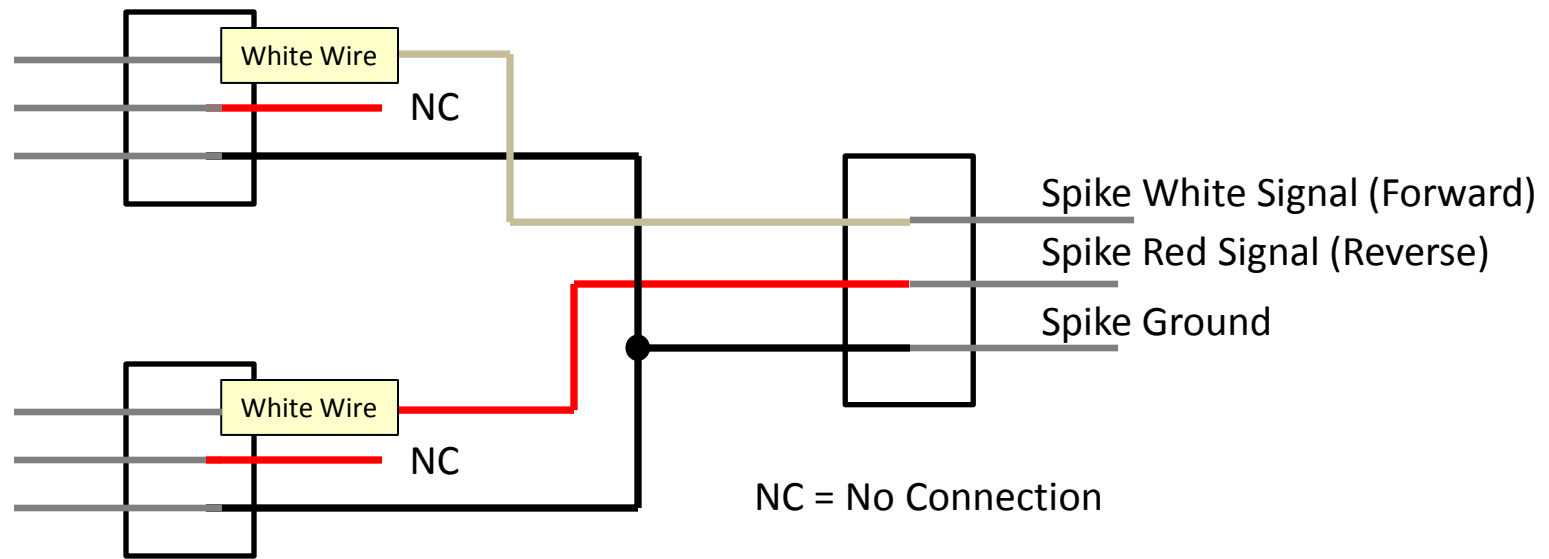 White Wire
NC
Spike White Signal (Forward)
Spike Red Signal (Reverse)
Spike Ground
White Wire
NC
NC = No Connection